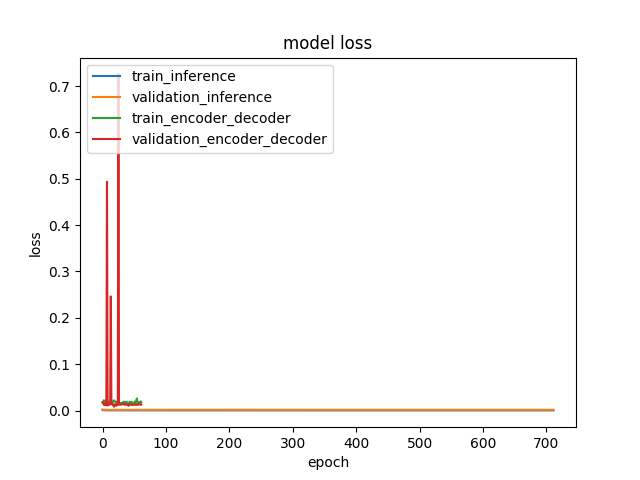 model loss
train_inference
validation_inference
train_encoder_decoder
validation_encoder_decoder
loss
0.7
0.6
0.5
0.4
0.3
0.2
0.1
0.0
0 100 200 300 400 500 600 700
epoch